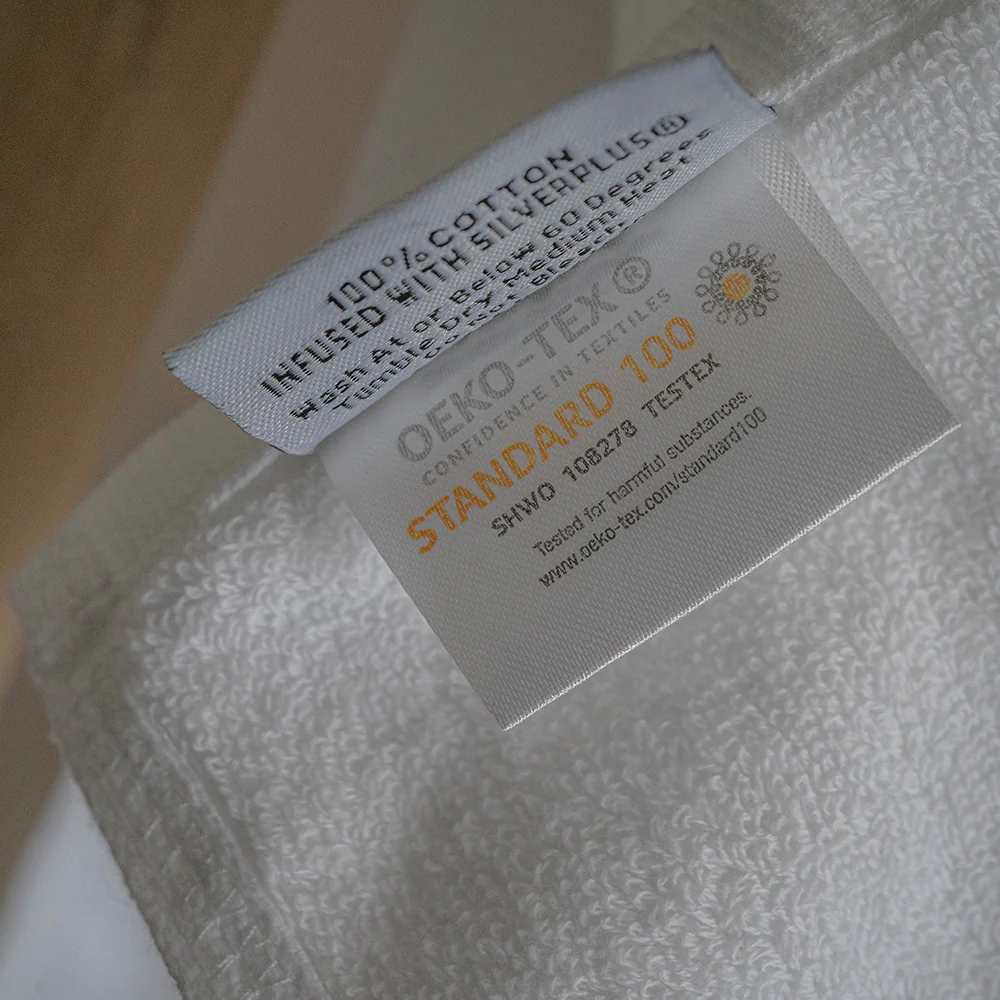 100% COTTON
INFUSED WITH SILVERPLUS®
Wash At or Below 60 Degrees
Tumble Dry Medium Heat
Do not Bleach
OEKO-TEX®
CONFIDENCE IN TEXTILES
STANDARD 100
SHWO 108278 TESTEX
Tested for harmful substances.
www.oeko-tex.com/standard100